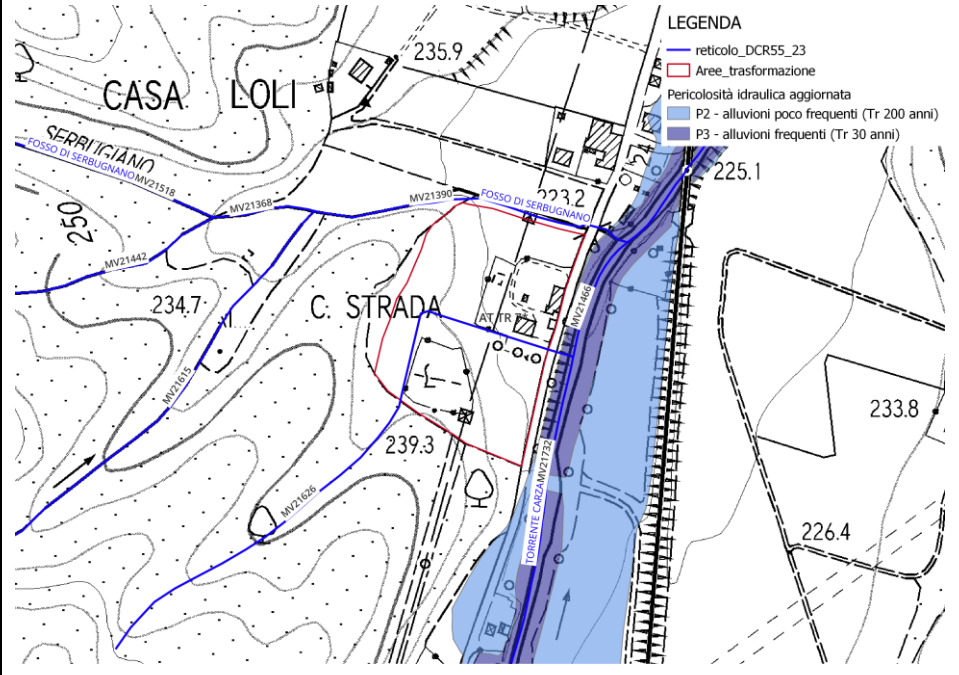 LEGENDA
reticolo_DCR55_23
Aree_trasformazione
Pericolosità idraulica aggiornata
P2 - alluvioni poco frequenti (Tr 200 anni)
P3 - alluvioni frequenti (Tr 30 anni)
235.9
CASA LOLI
SERBUGIANO
FOSSO DI SERBUGNANO
MV21518
225.1
MV21390
FOSSO DI SERBUGNANO
223.2
MV21368
250
MV21442
234.7
C. STRADA
MV21466
MV21615
233.8
239.3
MV21732
TORRENTE CARZA
MV21626
226.4